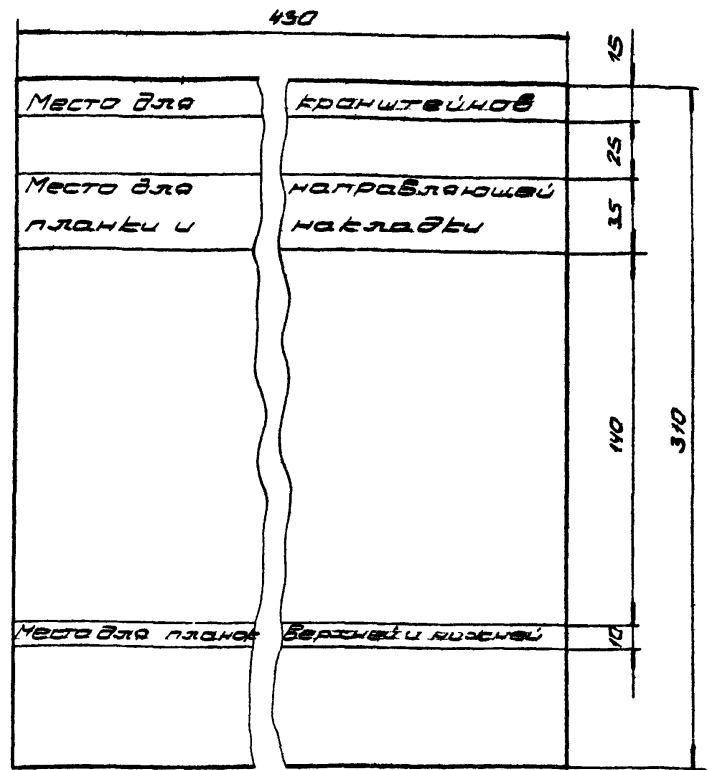 430
15
Место для кранштейнов
25
Место для направляющей
планки и накладки
35
140
310
Место для планок верхней и нижней
10